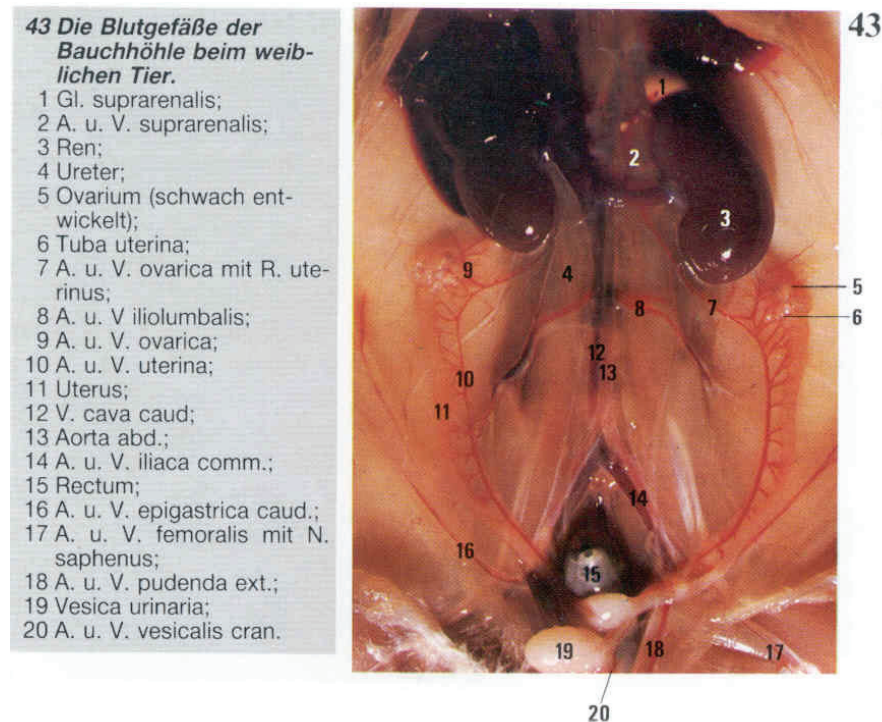 43 Die Blutgefäße der
Bauchhöhle beim weib-
lichen Tier.
1 Gl. suprarenalis;
2 A. u. V. suprarenalis;
3 Ren;
4 Ureter;
5 Ovarium (schwach ent-
wickelt);
6 Tuba uterina;
7 A. u. V. ovarica mit R. ute-
rinus;
8 A. u. V iliolumbalis;
9 A. u. V. ovarica;
10 A. u. V. uterina;
11 Uterus;
12 V. cava caud;
13 Aorta abd.;
14 A. u. V. iliaca comm.;
15 Rectum;
16 A. u. V. epigastrica caud.;
17 A. u. V. femoralis mit N.
saphenus;
18 A. u. V. pudenda ext.;
19 Vesica urinaria;
20 A. u. V. vesicalis cran.
43
1
2
3
9
4
5
8
7
6
12
13
10
11
14
16
15
19
18
17
20